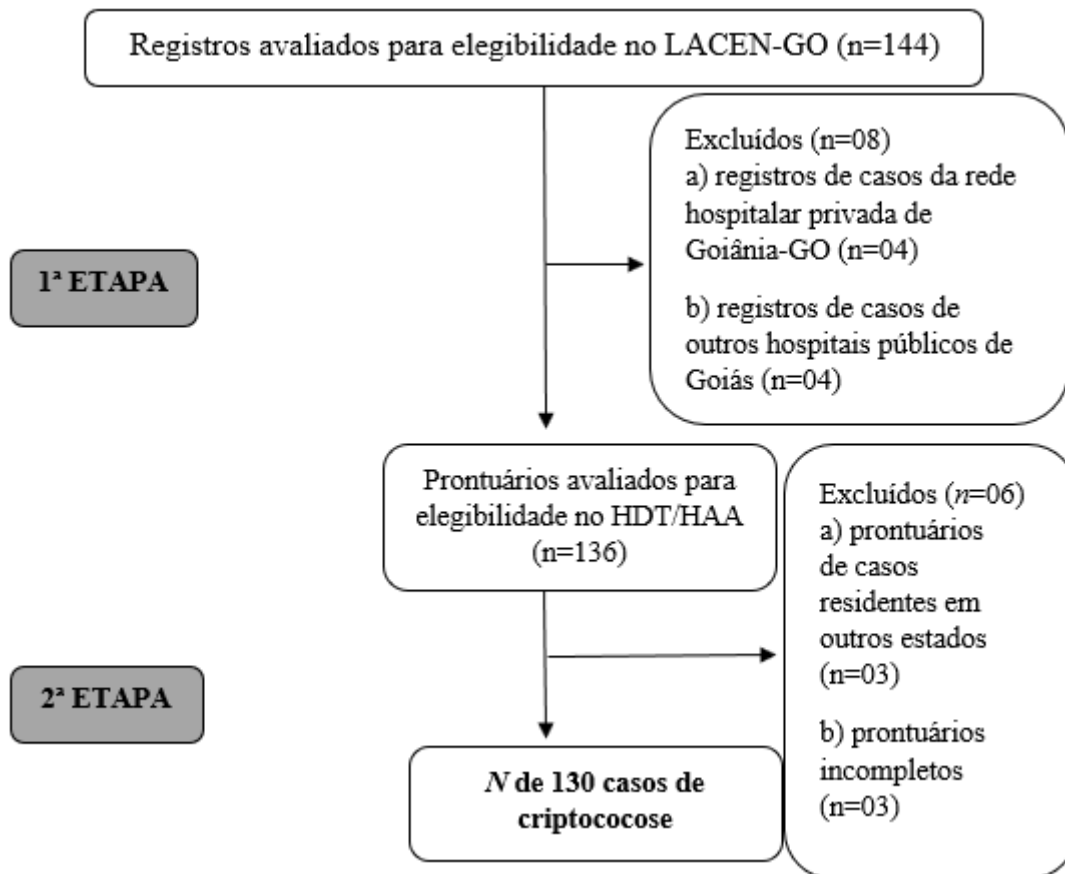 Registros avaliados para elegibilidade no LACEN-GO (n=144)
Excluídos (n=08)
a) registros de casos da rede
hospitalar privada de
Goiânia-GO (n=04)
b) registros de casos de
outros hospitais públicos de
Goiás (n=04)
1ª ETAPA
Prontuários avaliados para
elegibilidade no HDT/HAA
(n=136)
Excluídos (n=06)
a) prontuários
de casos
residentes em
outros estados
(n=03)
b) prontuários
incompletos
(n=03)
2ª ETAPA
N de 130 casos de
criptococose